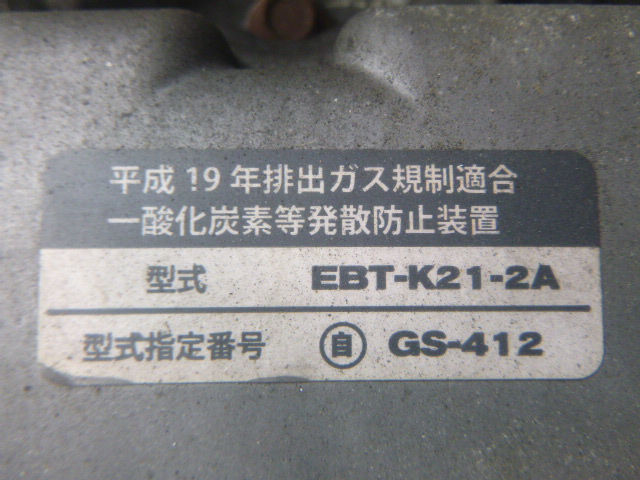 平成19年排出ガス規制適合
一酸化炭素等発散防止装置
型式 EBT-K21-2A
型式指定番号 ㊀自 GS-412